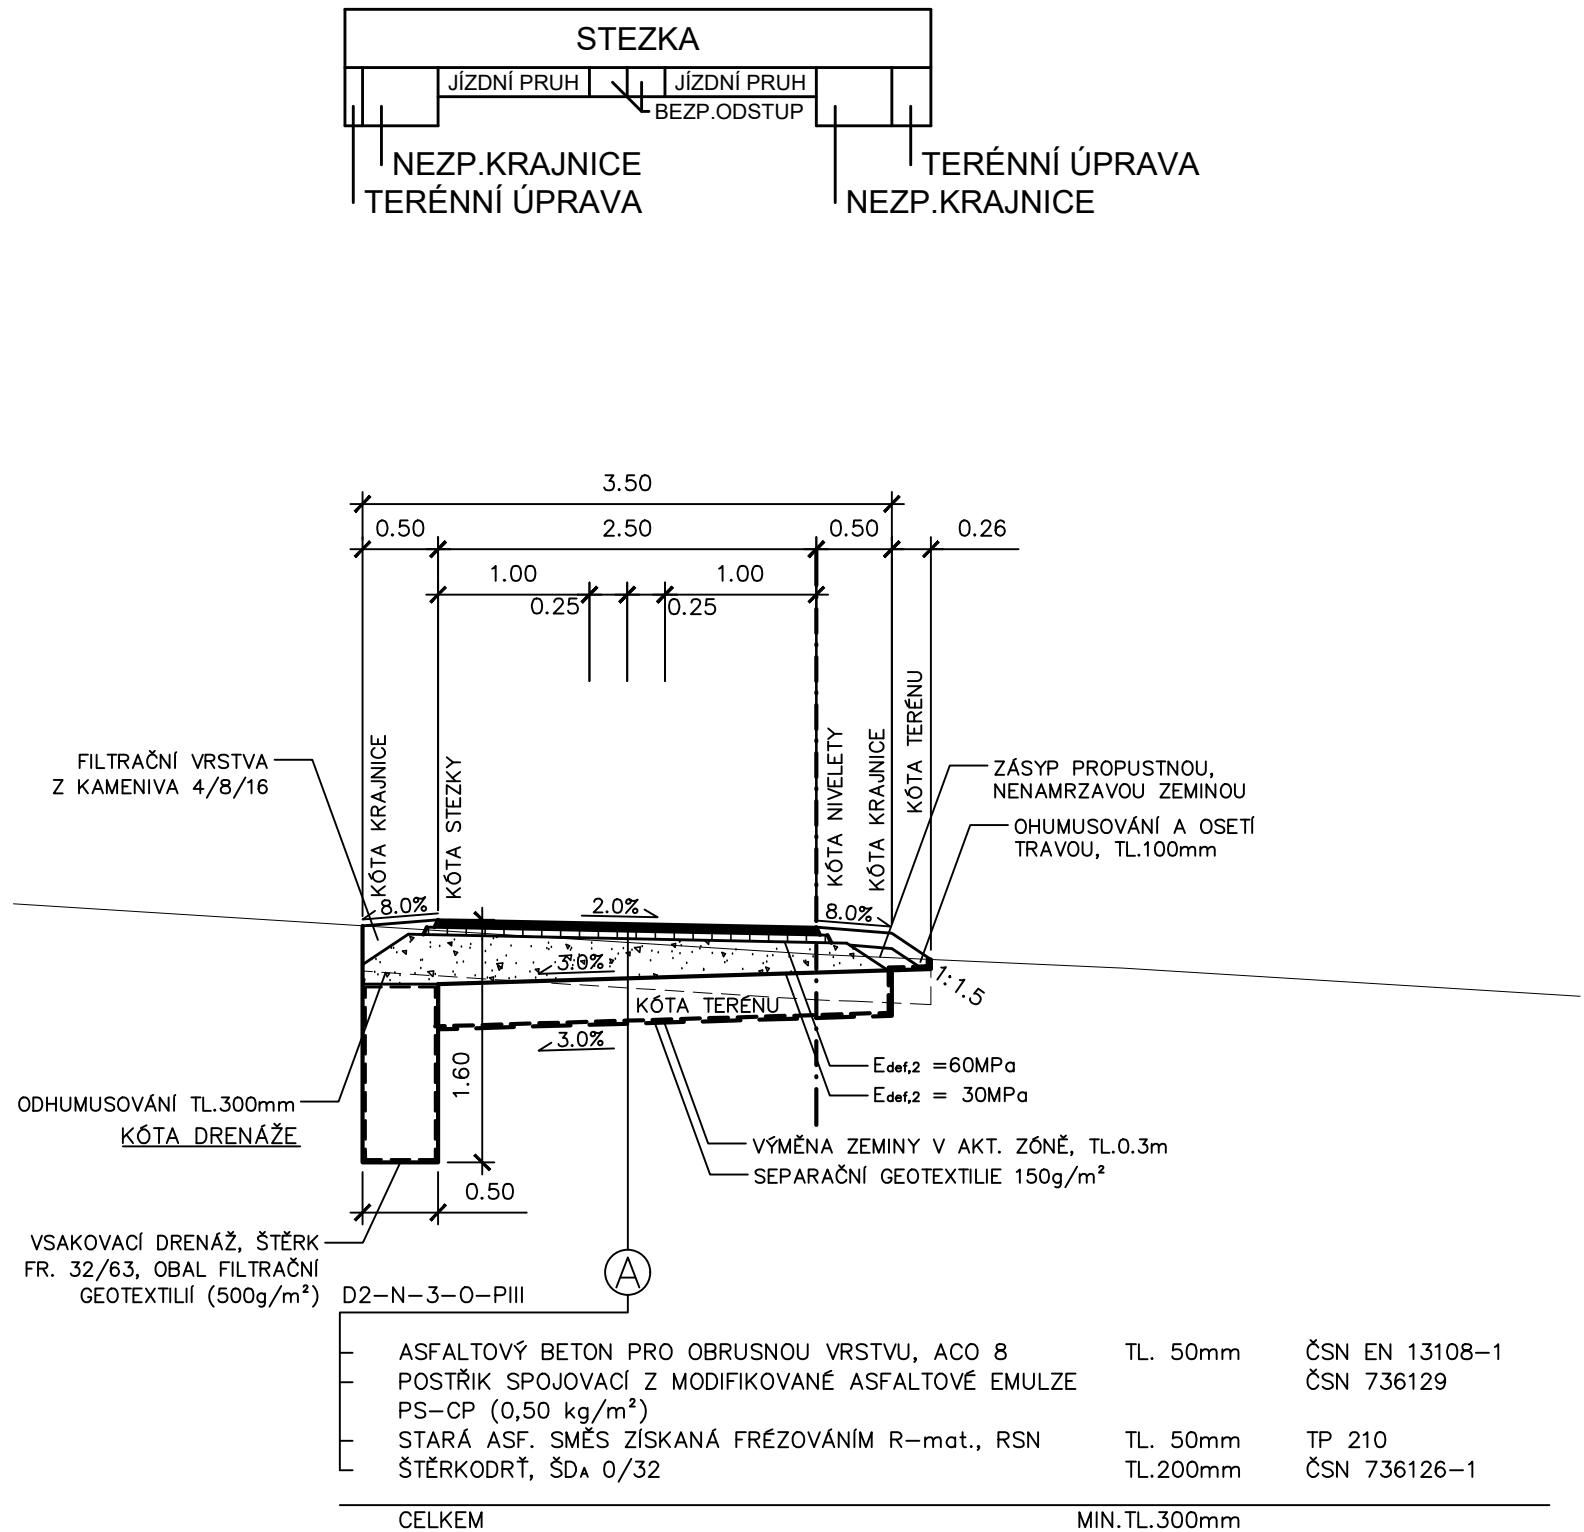 STEZKA
JÍZDNÍ PRUH
JÍZDNÍ PRUH
BEZP.ODSTUP
NEZP.KRAJNICE
TERÉNNÍ ÚPRAVA
TERÉNNÍ ÚPRAVA
NEZP.KRAJNICE
3.50
0.50
2.50
0.50
0.26
1.00
1.00
0.25
0.25
KÓTA KRAJNICE
KÓTA STEZKY
KÓTA NIVELETY
KÓTA KRAJNICE
KÓTA TERÉNU
FILTRAČNÍ VRSTVA
Z KAMENIVA 4/8/16
ZÁSYP PROPUSTNOU,
NENAMRZAVOU ZEMINOU
OHUMUSOVÁNÍ A OSETÍ
TRAVOU, TL.100mm
8.0%
2.0%
8.0%
3.0%
1:1.5
KÓTA TERÉNU
3.0%
1.60
Edef,2 =60MPa
Edef,2 = 30MPa
ODHUMUSOVÁNÍ TL.300mm
KÓTA DRENÁŽE
VÝMĚNA ZEMINY V AKT. ZÓNĚ, TL.0.3m
SEPARAČNÍ GEOTEXTILIE 150g/m²
0.50
VSAKOVACÍ DRENÁŽ, ŠTĚRK
FR. 32/63, OBAL FILTRAČNÍ
GEOTEXTILIÍ (500g/m²)
A
D2-N-3-O-PIII
ASFALTOVÝ BETON PRO OBRUSNOU VRSTVU, ACO 8 TL. 50mm ČSN EN 13108-1
POSTŘIK SPOJOVACÍ Z MODIFIKOVANÉ ASFALTOVÉ EMULZE ČSN 736129
PS-CP (0,50 kg/m²)
STARÁ ASF. SMĚS ZÍSKANÁ FRÉZOVÁNÍM R-mat., RSN TL. 50mm TP 210
ŠTĚRKODRŤ, ŠDA 0/32 TL.200mm ČSN 736126-1
CELKEM MIN.TL.300mm